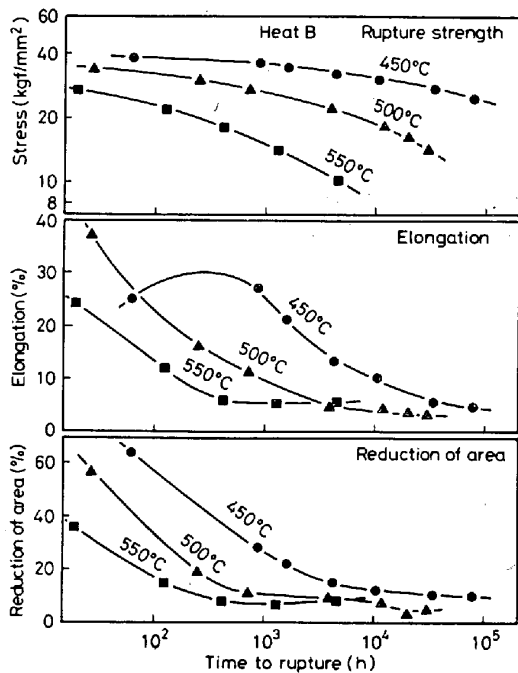 Heat B Rupture strength
Stress (kgf/mm²)
60
40
20
10
8
450°C
500°C
550°C
Elongation
Elongation (%)
40
30
20
10
0
450°C
500°C
550°C
Reduction of area
Reduction of area (%)
60
40
20
0
450°C
500°C
550°C
10² 10³ 10⁴ 10⁵
Time to rupture (h)